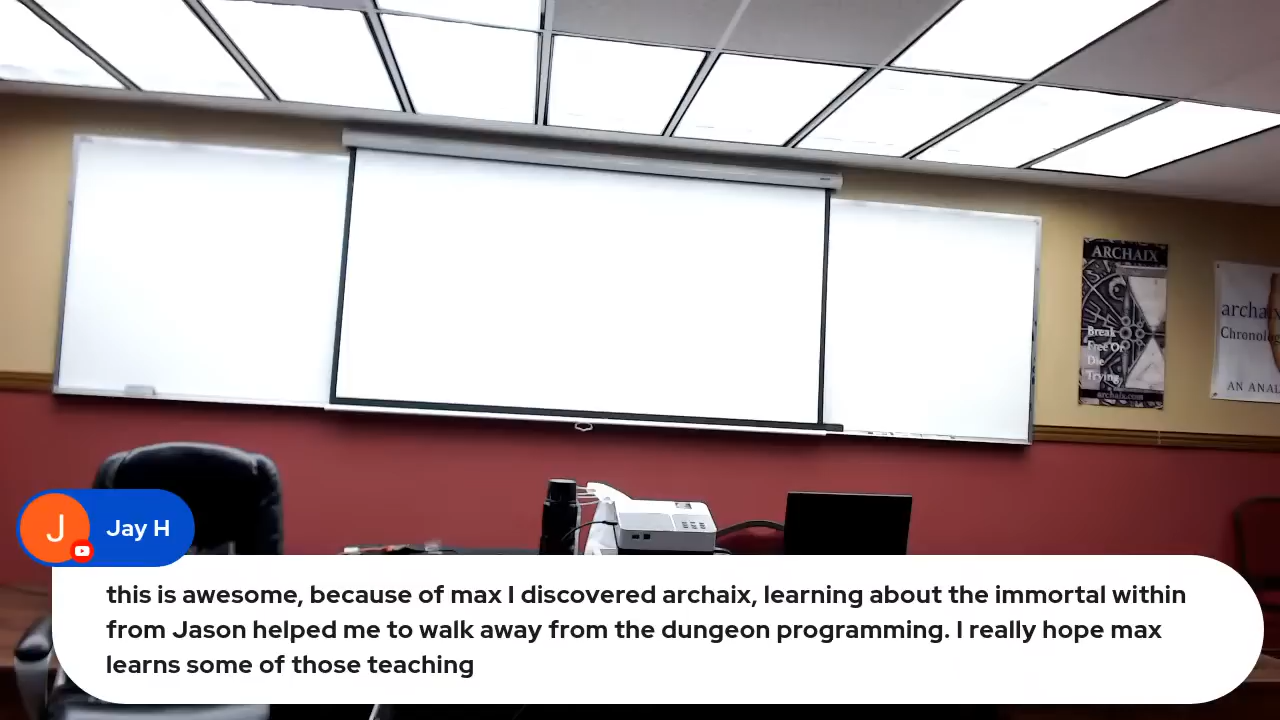 ARCHAIX
Break
Free Or
Die
Trying
archaix.com
archaix
Chronolog
AN ANAL
J
Jay H
this is awesome, because of max I discovered archaix, learning about the immortal within
from Jason helped me to walk away from the dungeon programming. I really hope max
learns some of those teaching